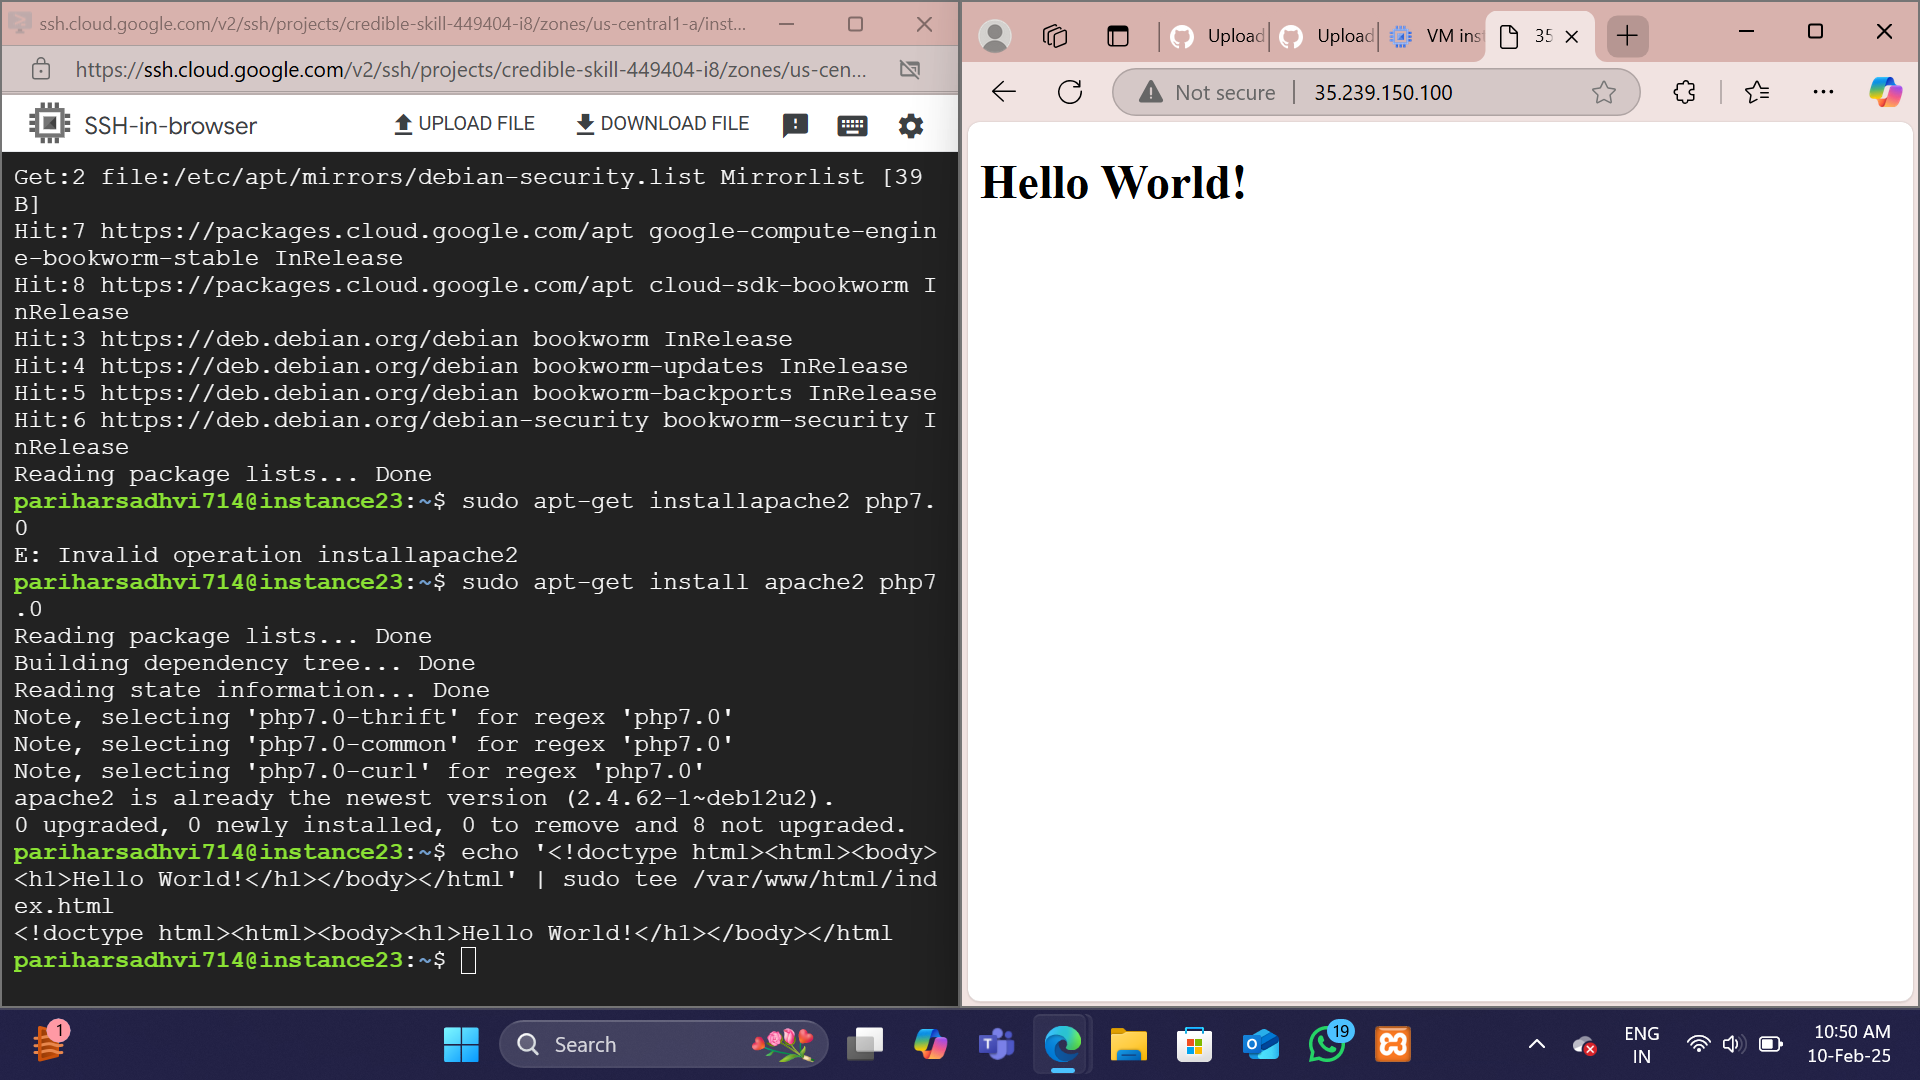 ssh.cloud.google.com/v2/ssh/projects/credible-skill-449404-i8/zones/us-central1-a/inst...
https://ssh.cloud.google.com/v2/ssh/projects/credible-skill-449404-i8/zones/us-cen...
SSH-in-browser
UPLOAD FILE
DOWNLOAD FILE
Get:2 file:/etc/apt/mirrors/debian-security.list Mirrorlist [39
B]
Hit:7 https://packages.cloud.google.com/apt google-compute-engin
e-bookworm-stable InRelease
Hit:8 https://packages.cloud.google.com/apt cloud-sdk-bookworm I
nRelease
Hit:3 https://deb.debian.org/debian bookworm InRelease
Hit:4 https://deb.debian.org/debian bookworm-updates InRelease
Hit:5 https://deb.debian.org/debian bookworm-backports InRelease
Hit:6 https://deb.debian.org/debian-security bookworm-security I
nRelease
Reading package lists... Done
pariharsadhvi714@instance23:~$ sudo apt-get installapache2 php7.
0
E: Invalid operation installapache2
pariharsadhvi714@instance23:~$ sudo apt-get install apache2 php7
.0
Reading package lists... Done
Building dependency tree... Done
Reading state information... Done
Note, selecting 'php7.0-thrift' for regex 'php7.0'
Note, selecting 'php7.0-common' for regex 'php7.0'
Note, selecting 'php7.0-curl' for regex 'php7.0'
apache2 is already the newest version (2.4.62-1~deb12u2).
0 upgraded, 0 newly installed, 0 to remove and 8 not upgraded.
pariharsadhvi714@instance23:~$ echo '<!doctype html><html><body>
<h1>Hello World!</h1></body></html' | sudo tee /var/www/html/ind
ex.html
<!doctype html><html><body><h1>Hello World!</h1></body></html
pariharsadhvi714@instance23:~$
Upload
Upload
VM ins
35
Not secure
35.239.150.100
Hello World!
1
Search
19
ENG
IN
10:50 AM
10-Feb-25